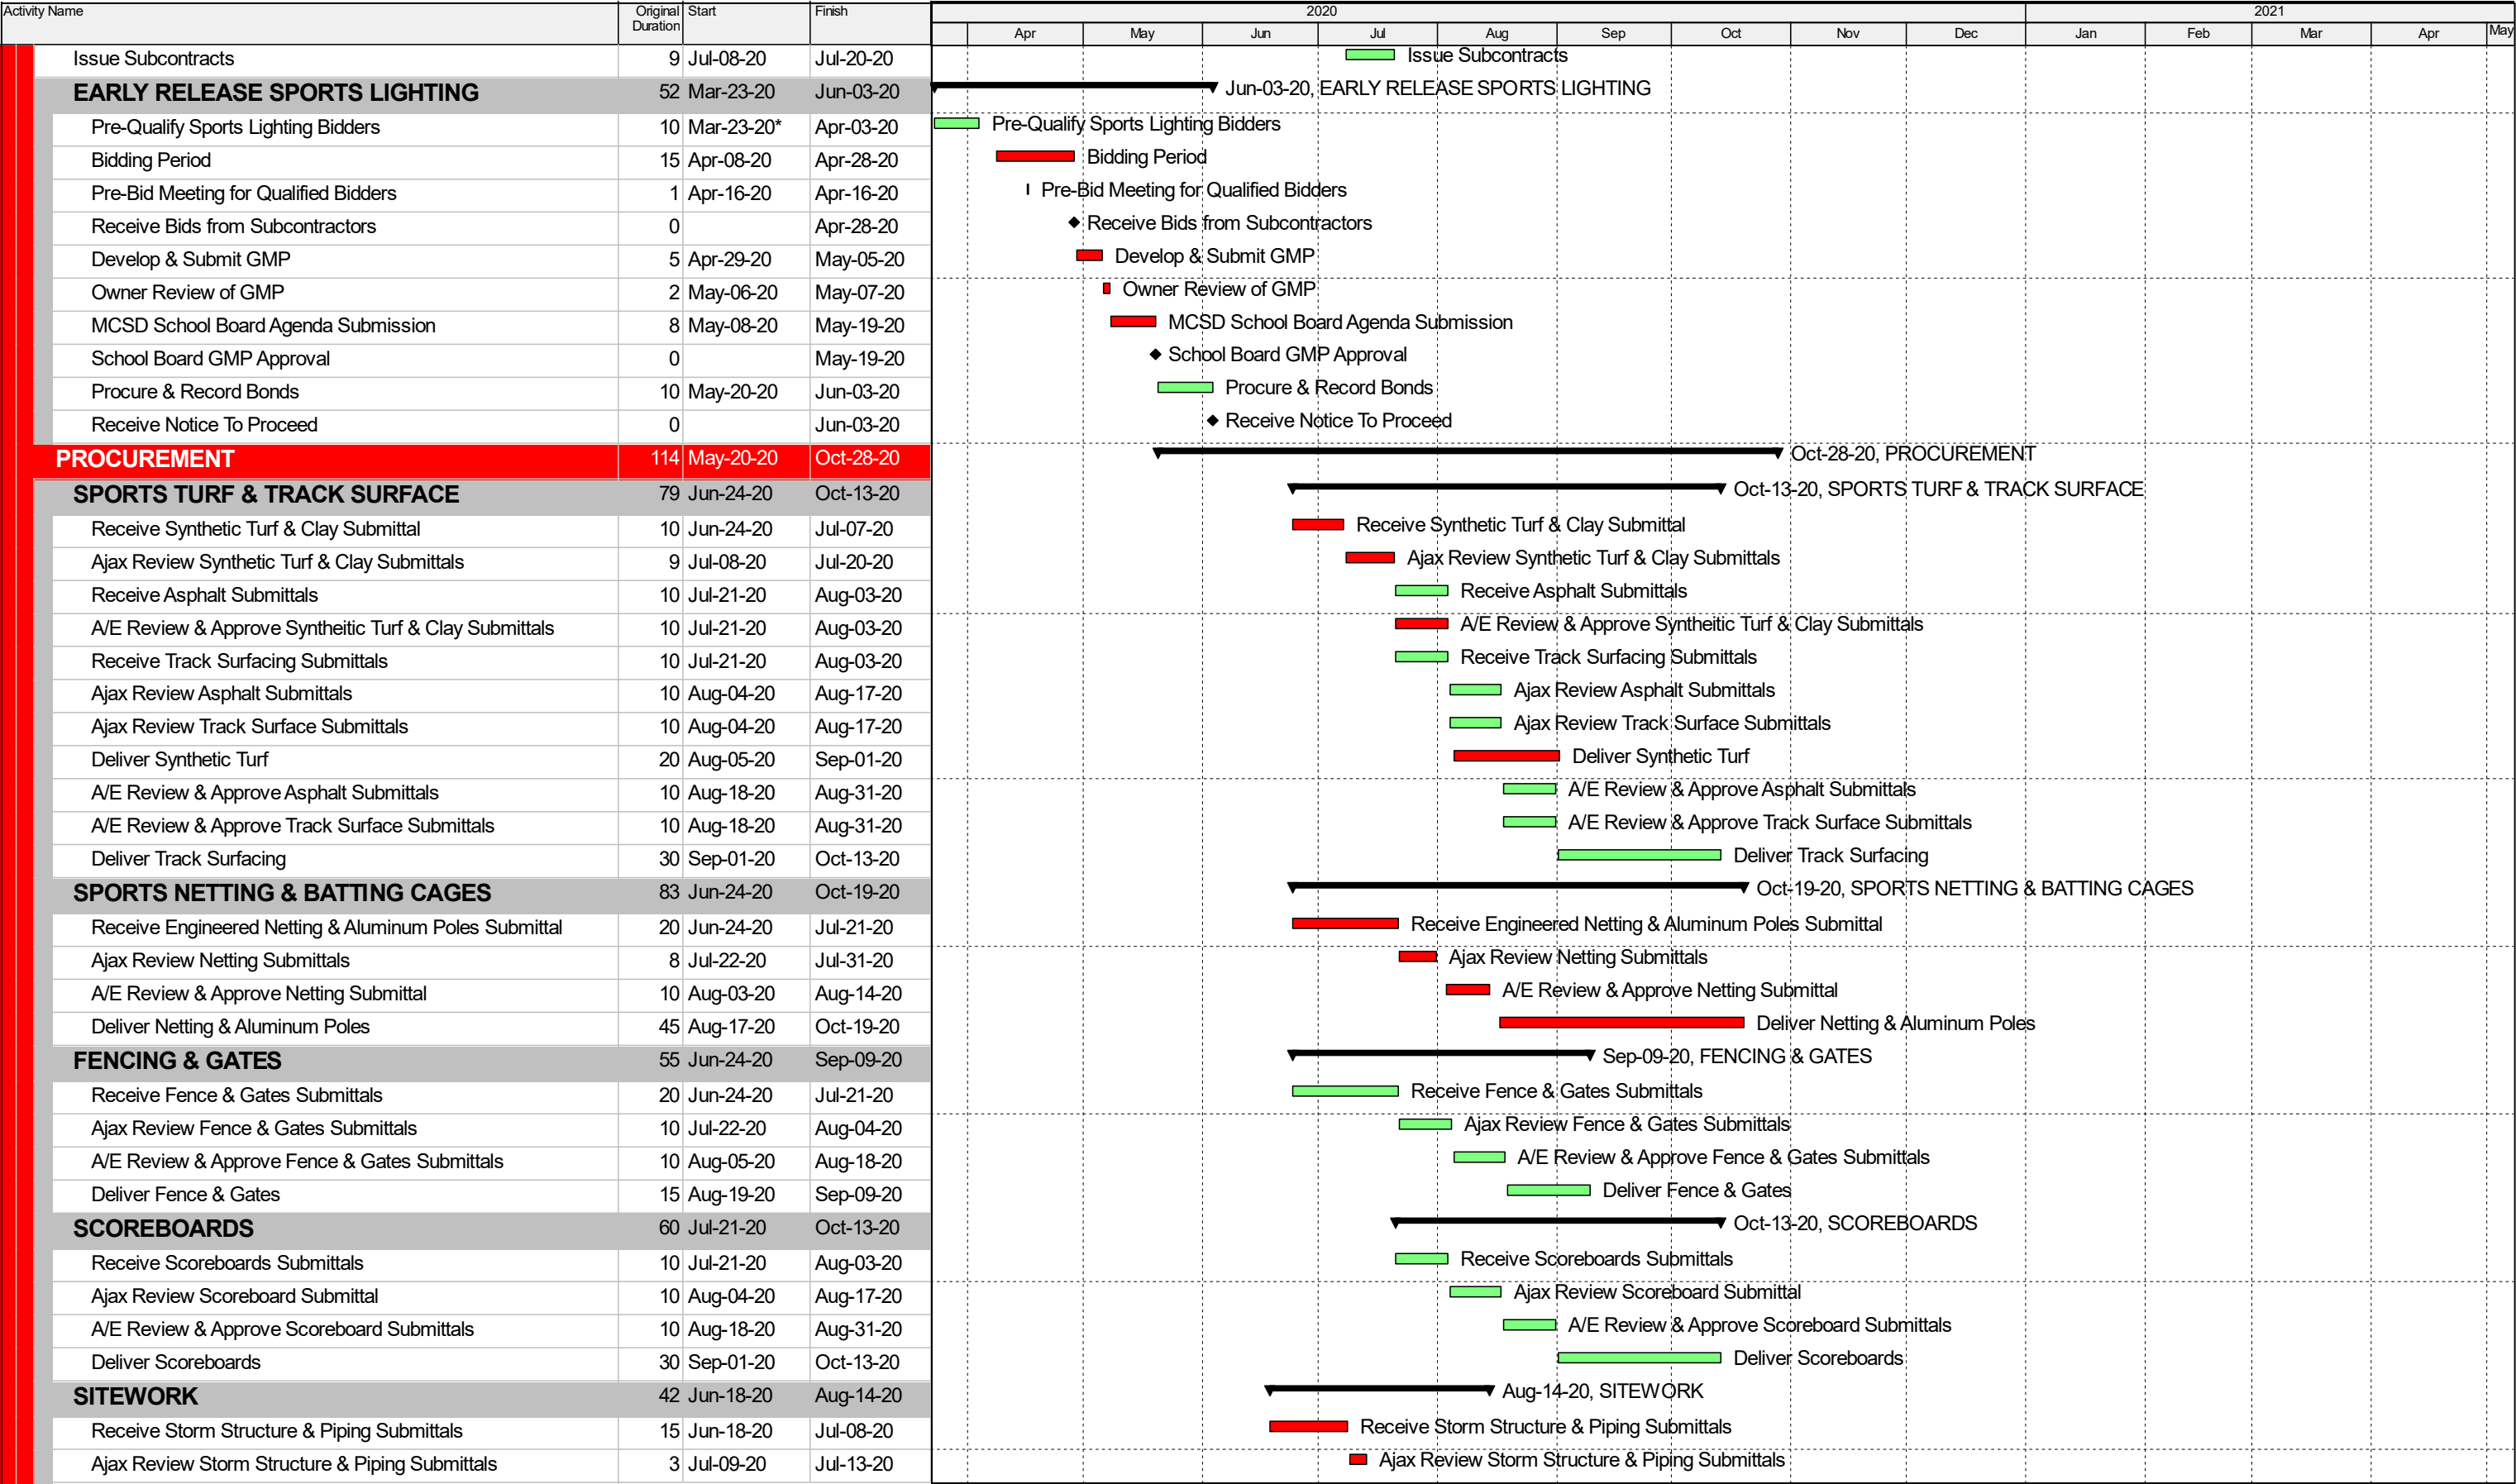 Activity Name Original Duration Start Finish 2020 2021
Apr May Jun Jul Aug Sep Oct Nov Dec Jan Feb Mar Apr May
Issue Subcontracts 9 Jul-08-20 Jul-20-20 Issue Subcontracts
EARLY RELEASE SPORTS LIGHTING 52 Mar-23-20 Jun-03-20 Jun-03-20, EARLY RELEASE SPORTS LIGHTING
Pre-Qualify Sports Lighting Bidders 10 Mar-23-20* Apr-03-20 Pre-Qualify Sports Lighting Bidders
Bidding Period 15 Apr-08-20 Apr-28-20 Bidding Period
Pre-Bid Meeting for Qualified Bidders 1 Apr-16-20 Apr-16-20 Pre-Bid Meeting for Qualified Bidders
Receive Bids from Subcontractors 0 Apr-28-20 Receive Bids from Subcontractors
Develop & Submit GMP 5 Apr-29-20 May-05-20 Develop & Submit GMP
Owner Review of GMP 2 May-06-20 May-07-20 Owner Review of GMP
MCSD School Board Agenda Submission 8 May-08-20 May-19-20 MCSD School Board Agenda Submission
School Board GMP Approval 0 May-19-20 School Board GMP Approval
Procure & Record Bonds 10 May-20-20 Jun-03-20 Procure & Record Bonds
Receive Notice To Proceed 0 Jun-03-20 Receive Notice To Proceed
PROCUREMENT 114 May-20-20 Oct-28-20 Oct-28-20, PROCUREMENT
SPORTS TURF & TRACK SURFACE 79 Jun-24-20 Oct-13-20 Oct-13-20, SPORTS TURF & TRACK SURFACE
Receive Synthetic Turf & Clay Submittal 10 Jun-24-20 Jul-07-20 Receive Synthetic Turf & Clay Submittal
Ajax Review Synthetic Turf & Clay Submittals 9 Jul-08-20 Jul-20-20 Ajax Review Synthetic Turf & Clay Submittals
Receive Asphalt Submittals 10 Jul-21-20 Aug-03-20 Receive Asphalt Submittals
A/E Review & Approve Syntheitic Turf & Clay Submittals 10 Jul-21-20 Aug-03-20 A/E Review & Approve Syntheitic Turf & Clay Submittals
Receive Track Surfacing Submittals 10 Jul-21-20 Aug-03-20 Receive Track Surfacing Submittals
Ajax Review Asphalt Submittals 10 Aug-04-20 Aug-17-20 Ajax Review Asphalt Submittals
Ajax Review Track Surface Submittals 10 Aug-04-20 Aug-17-20 Ajax Review Track Surface Submittals
Deliver Synthetic Turf 20 Aug-05-20 Sep-01-20 Deliver Synthetic Turf
A/E Review & Approve Asphalt Submittals 10 Aug-18-20 Aug-31-20 A/E Review & Approve Asphalt Submittals
A/E Review & Approve Track Surface Submittals 10 Aug-18-20 Aug-31-20 A/E Review & Approve Track Surface Submittals
Deliver Track Surfacing 30 Sep-01-20 Oct-13-20 Deliver Track Surfacing
SPORTS NETTING & BATTING CAGES 83 Jun-24-20 Oct-19-20 Oct-19-20, SPORTS NETTING & BATTING CAGES
Receive Engineered Netting & Aluminum Poles Submittal 20 Jun-24-20 Jul-21-20 Receive Engineered Netting & Aluminum Poles Submittal
Ajax Review Netting Submittals 8 Jul-22-20 Jul-31-20 Ajax Review Netting Submittals
A/E Review & Approve Netting Submittal 10 Aug-03-20 Aug-14-20 A/E Review & Approve Netting Submittal
Deliver Netting & Aluminum Poles 45 Aug-17-20 Oct-19-20 Deliver Netting & Aluminum Poles
FENCING & GATES 55 Jun-24-20 Sep-09-20 Sep-09-20, FENCING & GATES
Receive Fence & Gates Submittals 20 Jun-24-20 Jul-21-20 Receive Fence & Gates Submittals
Ajax Review Fence & Gates Submittals 10 Jul-22-20 Aug-04-20 Ajax Review Fence & Gates Submittals
A/E Review & Approve Fence & Gates Submittals 10 Aug-05-20 Aug-18-20 A/E Review & Approve Fence & Gates Submittals
Deliver Fence & Gates 15 Aug-19-20 Sep-09-20 Deliver Fence & Gates
SCOREBOARDS 60 Jul-21-20 Oct-13-20 Oct-13-20, SCOREBOARDS
Receive Scoreboards Submittals 10 Jul-21-20 Aug-03-20 Receive Scoreboards Submittals
Ajax Review Scoreboard Submittal 10 Aug-04-20 Aug-17-20 Ajax Review Scoreboard Submittal
A/E Review & Approve Scoreboard Submittals 10 Aug-18-20 Aug-31-20 A/E Review & Approve Scoreboard Submittals
Deliver Scoreboards 30 Sep-01-20 Oct-13-20 Deliver Scoreboards
SITEWORK 42 Jun-18-20 Aug-14-20 Aug-14-20, SITEWORK
Receive Storm Structure & Piping Submittals 15 Jun-18-20 Jul-08-20 Receive Storm Structure & Piping Submittals
Ajax Review Storm Structure & Piping Submittals 3 Jul-09-20 Jul-13-20 Ajax Review Storm Structure & Piping Submittals